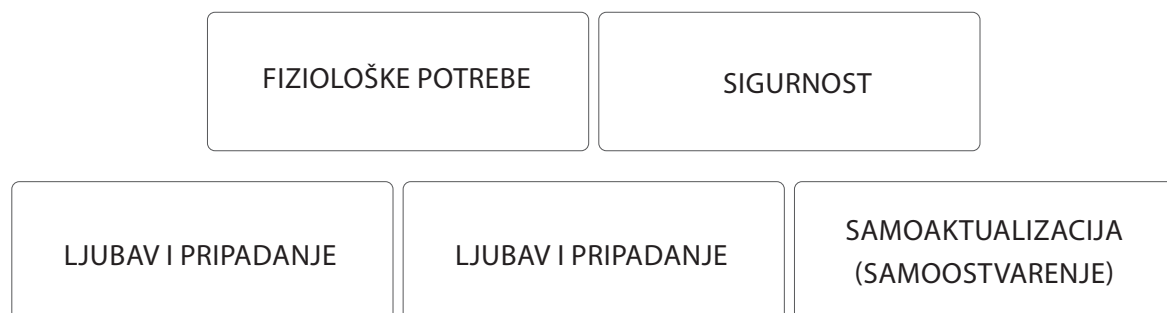 FIZIOLOŠKE POTREBE
SIGURNOST
LJUBAV I PRIPADANJE
LJUBAV I PRIPADANJE
SAMOAKTUALIZACIJA
(SAMOOSTVARENJE)